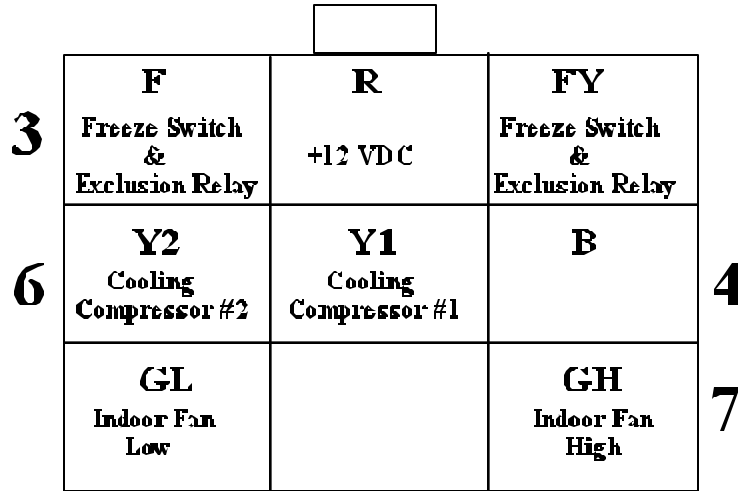 F R FY
3 Freeze Switch Freeze Switch
& +12 VDC &
Exclusion Relay Exclusion Relay
Y2 Y1 B
6 Cooling Cooling 4
Compressor #2 Compressor #1
GL GH
Indoor Fan Indoor Fan 7
Low High